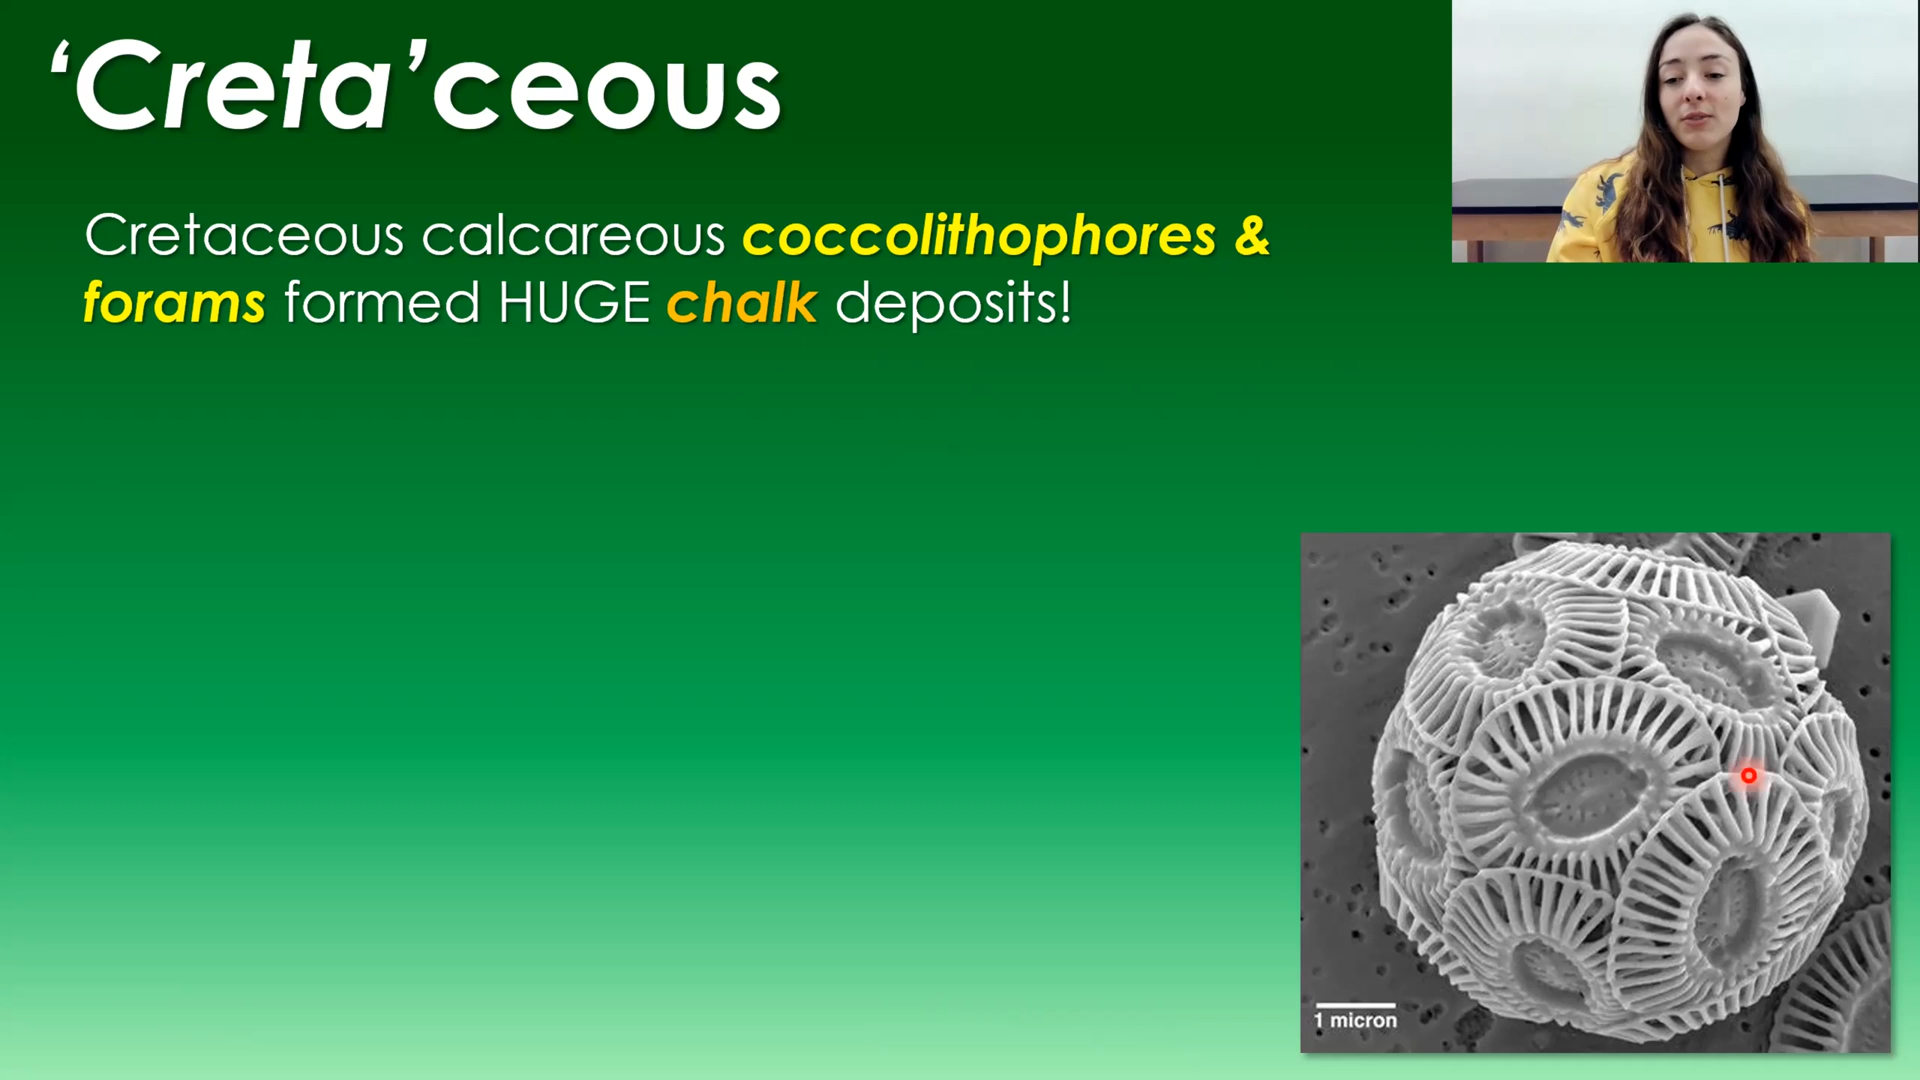 ‘Creta’ceous
Cretaceous calcareous coccolithophores &
forams formed HUGE chalk deposits!
1 micron